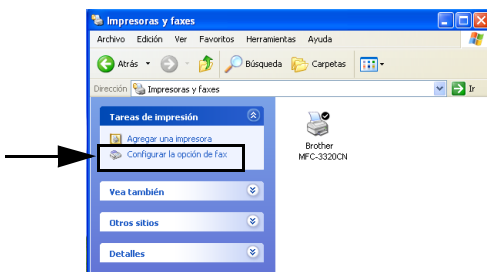 Impresoras y faxes
Archivo Edición Ver Favoritos Herramientas Ayuda
Atrás Búsqueda Carpetas
Dirección Impresoras y faxes Ir
Tareas de impresión
Agregar una impresora
Configurar la opción de fax
Vea también
Otros sitios
Detalles
Brother
MFC-3320CN